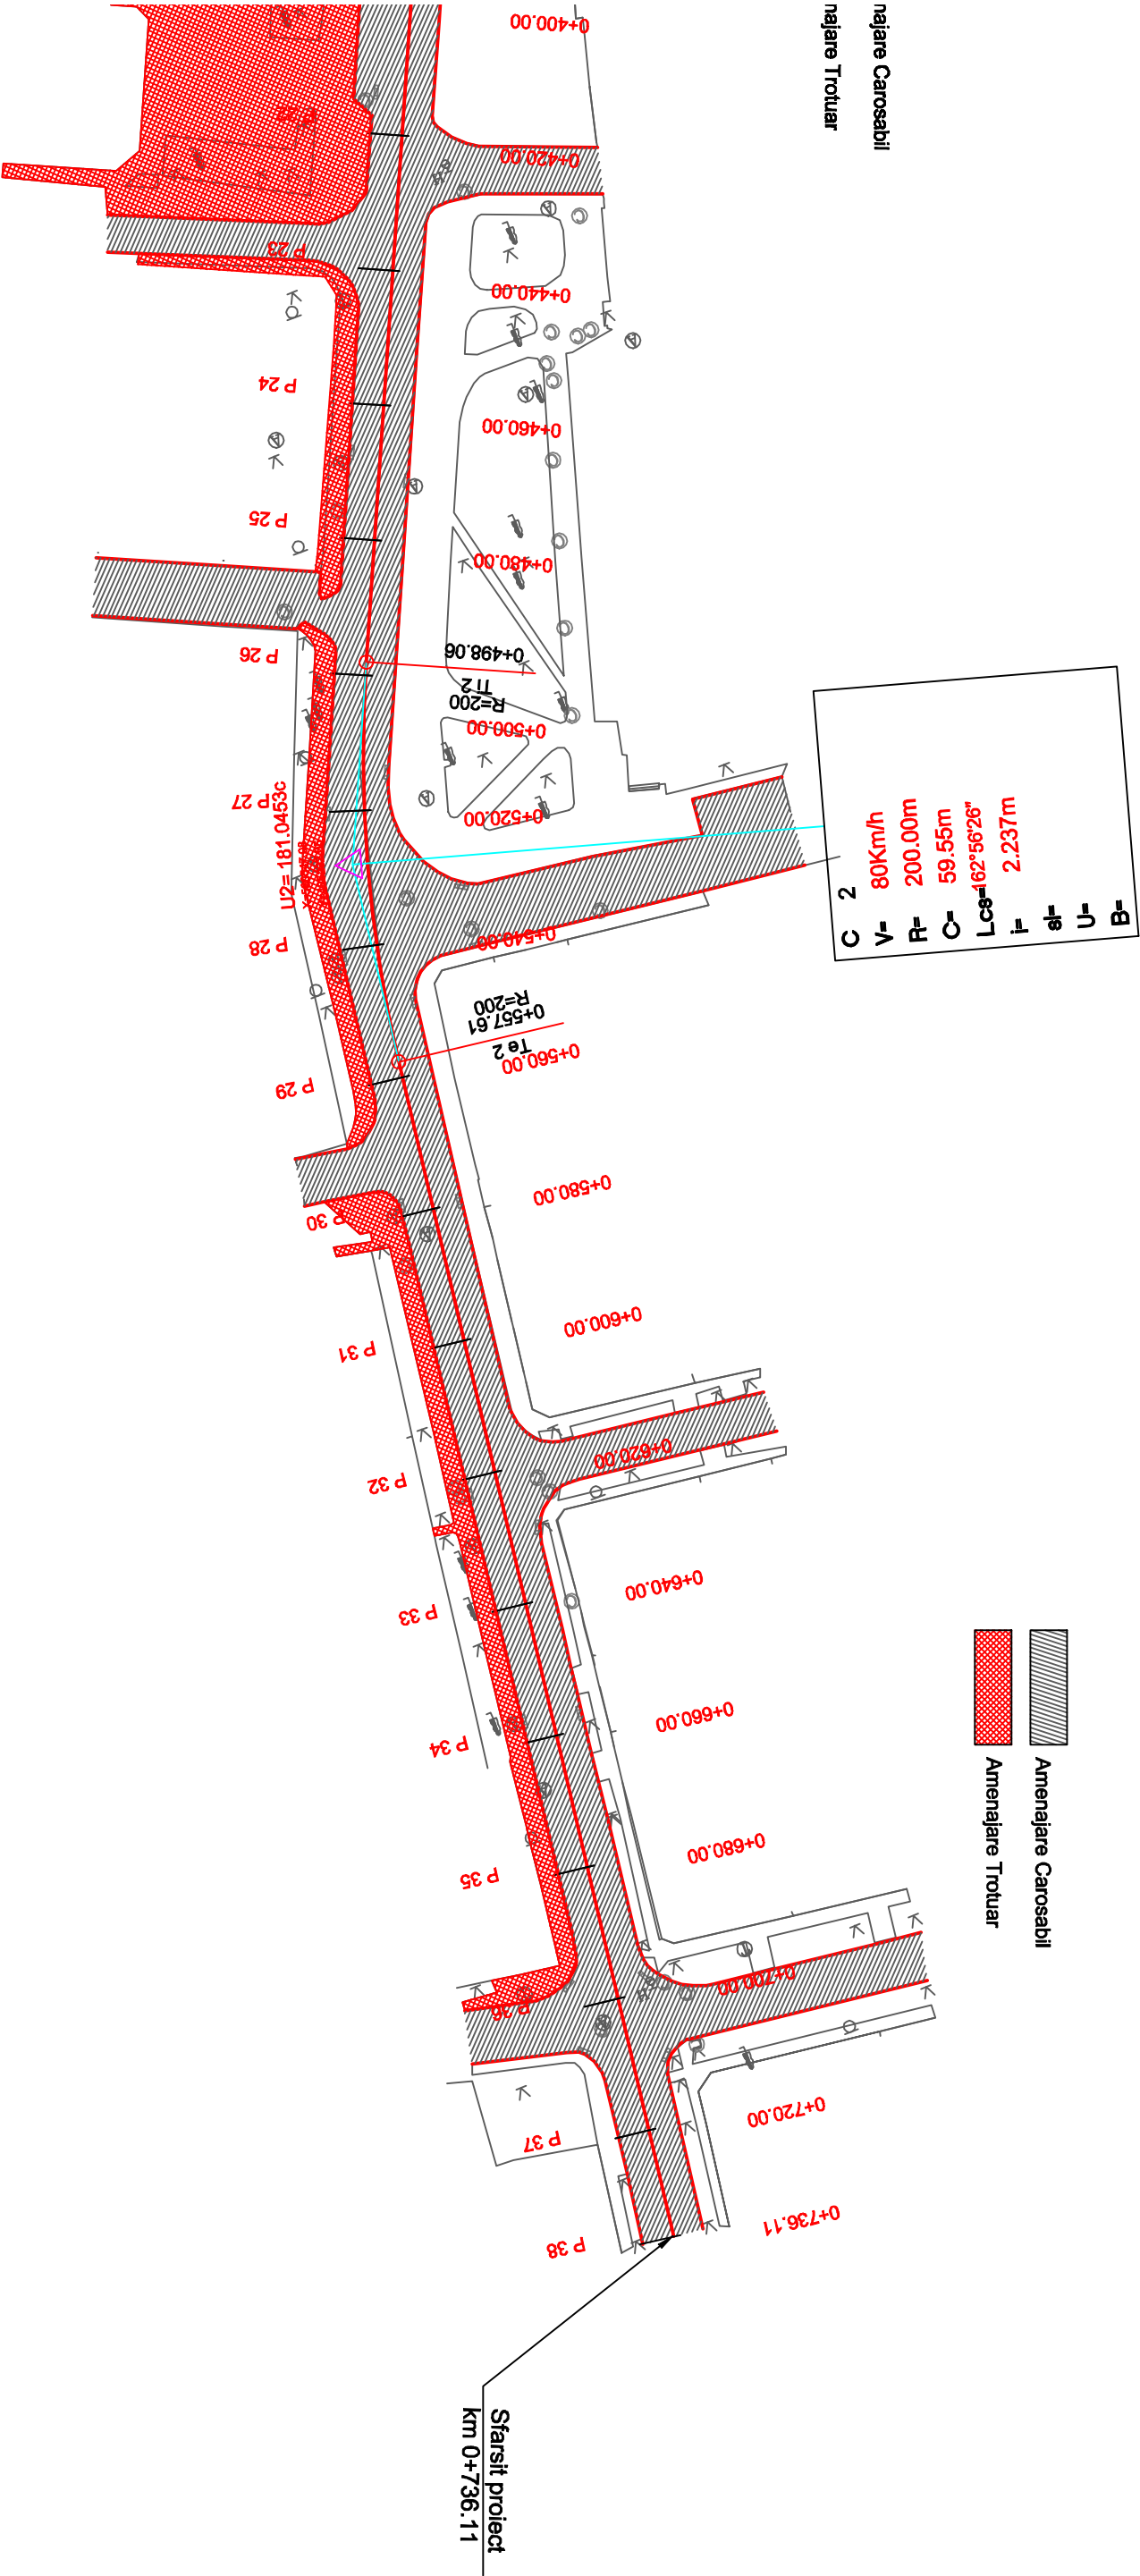 najare Carosabil
najare Trotuar
0+400.00
P 22
0+420.00
P 23
0+440.00
P 24
0+460.00
P 25
0+480.00
P 26
0+498.06
Ti 2
R=200
0+500.00
P 27
0+520.00
U2= 181.0453c
P 28
0+540.00
R=200
0+557.61
Te 2
0+560.00
P 29
0+580.00
P 30
0+600.00
P 31
0+620.00
P 32
0+640.00
P 33
0+660.00
P 34
0+680.00
P 35
0+700.00
P 36
0+720.00
P 37
0+736.11
P 38
C 2
V= 80Km/h
R= 200.00m
C= 59.55m
Lcs= 162°56'26"
i= 2.237m
sl=
U=
B=
Amenajare Carosabil
Amenajare Trotuar
Sfarsit proiect
km 0+736.11